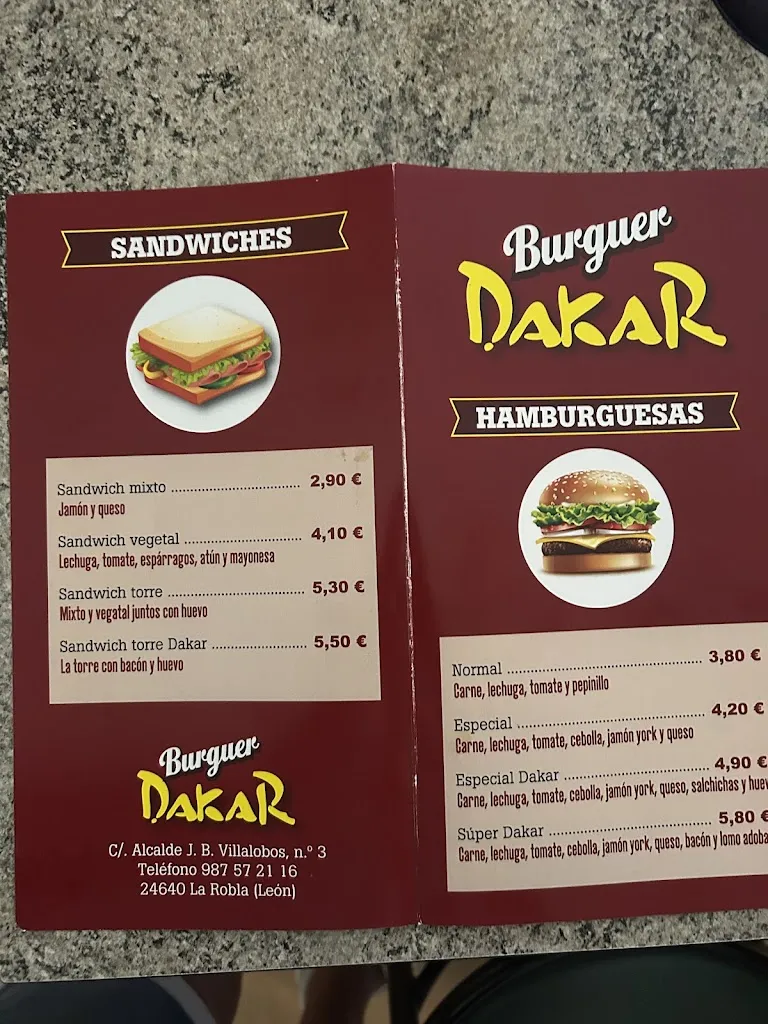 SANDWICHES
Sandwich mixto ................................. 2,90 €
Jamón y queso
Sandwich vegetal .............................. 4,10 €
Lechuga, tomate, espárragos, atún y mayonesa
Sandwich torre ................................... 5,30 €
Mixto y vegatal juntos con huevo
Sandwich torre Dakar ........................ 5,50 €
La torre con bacón y huevo
Burguer
DAKAR
C/. Alcalde J. B. Villalobos, n.º 3
Teléfono 987 57 21 16
24640 La Robla (León)
Burguer
DAKAR
HAMBURGUESAS
Normal .................................................. 3,80 €
Carne, lechuga, tomate y pepinillo
Especial ................................................ 4,20 €
Carne, lechuga, tomate, cebolla, jamón york y queso
Especial Dakar ..................................... 4,90 €
Carne, lechuga, tomate, cebolla, jamón york, queso, salchichas y huev
Súper Dakar ......................................... 5,80 €
Carne, lechuga, tomate, cebolla, jamón york, queso, bacón y lomo adoba